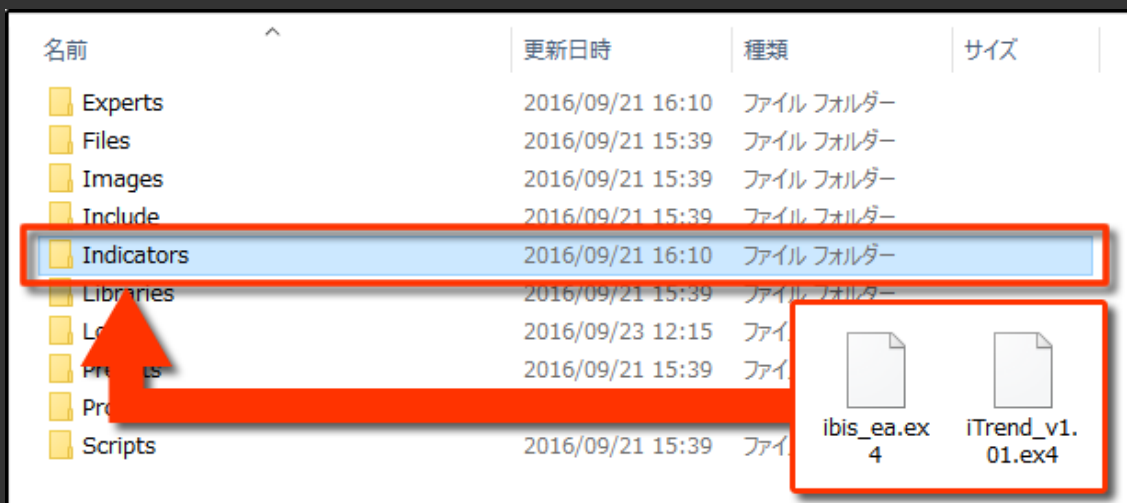 名前 更新日時 種類 サイズ
Experts 2016/09/21 16:10 ファイル フォルダー
Files 2016/09/21 15:39 ファイル フォルダー
Images 2016/09/21 15:39 ファイル フォルダー
Include 2016/09/21 15:39 ファイル フォルダー
Indicators 2016/09/21 16:10 ファイル フォルダー
Libraries 2016/09/21 15:39 ファイル フォルダー
2016/09/23 12:15
2016/09/21 15:39
Scripts 2016/09/21 15:39
ibis_ea.ex
4
iTrend_v1.
01.ex4